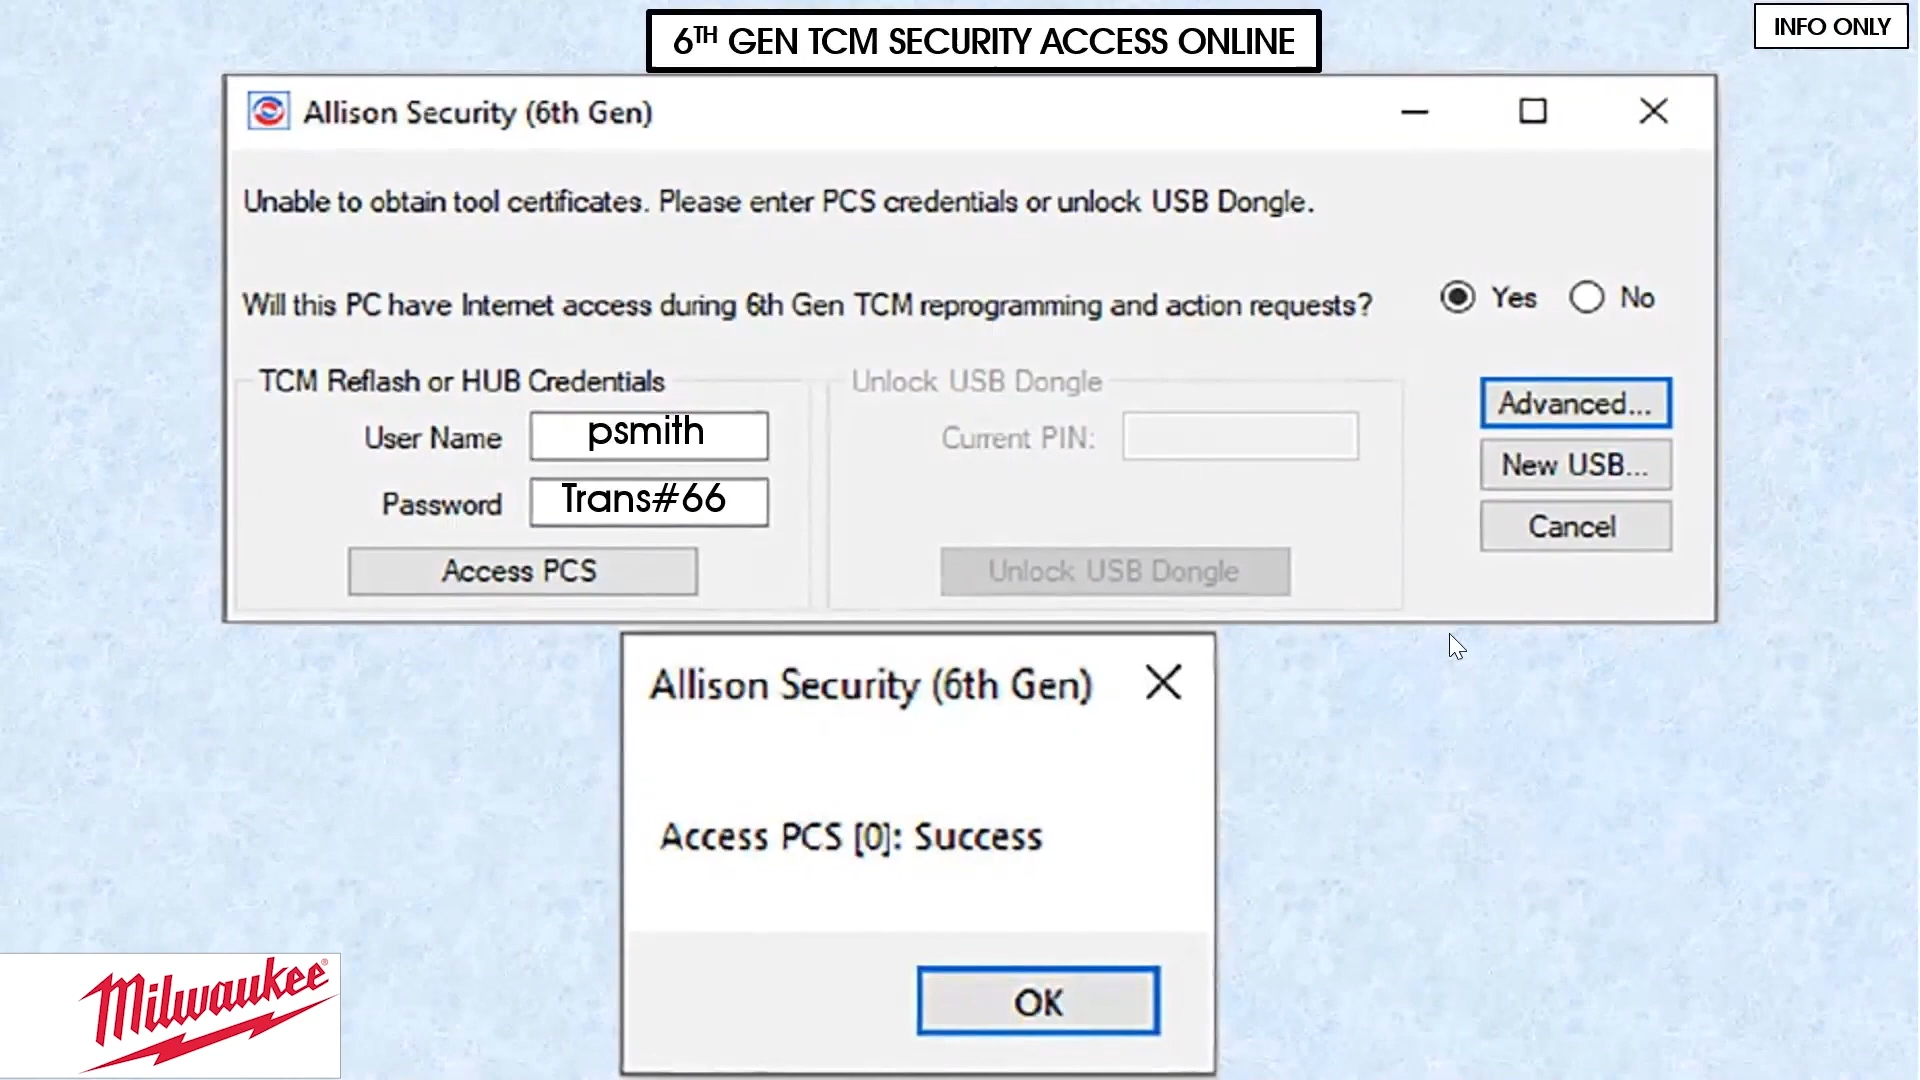 6TH GEN TCM SECURITY ACCESS ONLINE
INFO ONLY
Allison Security (6th Gen)
Unable to obtain tool certificates. Please enter PCS credentials or unlock USB Dongle.
Will this PC have Internet access during 6th Gen TCM reprogramming and action requests?
Yes No
TCM Reflash or HUB Credentials
User Name psmith
Password Trans#66
Access PCS
Unlock USB Dongle
Current PIN:
Unlock USB Dongle
Advanced...
New USB...
Cancel
Allison Security (6th Gen)
Access PCS [0]: Success
OK
Milwaukee®